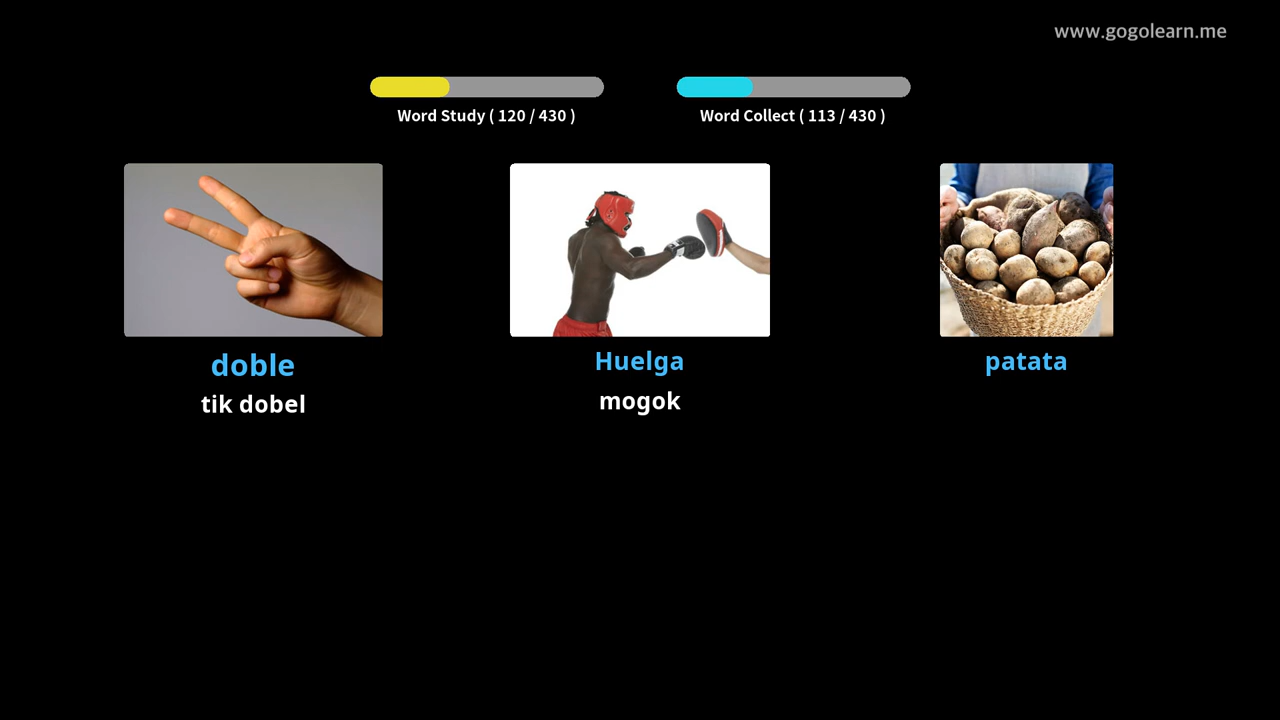 www.gogolearn.me
Word Study ( 120 / 430 )
Word Collect ( 113 / 430 )
doble
tik dobel
Huelga
mogok
patata